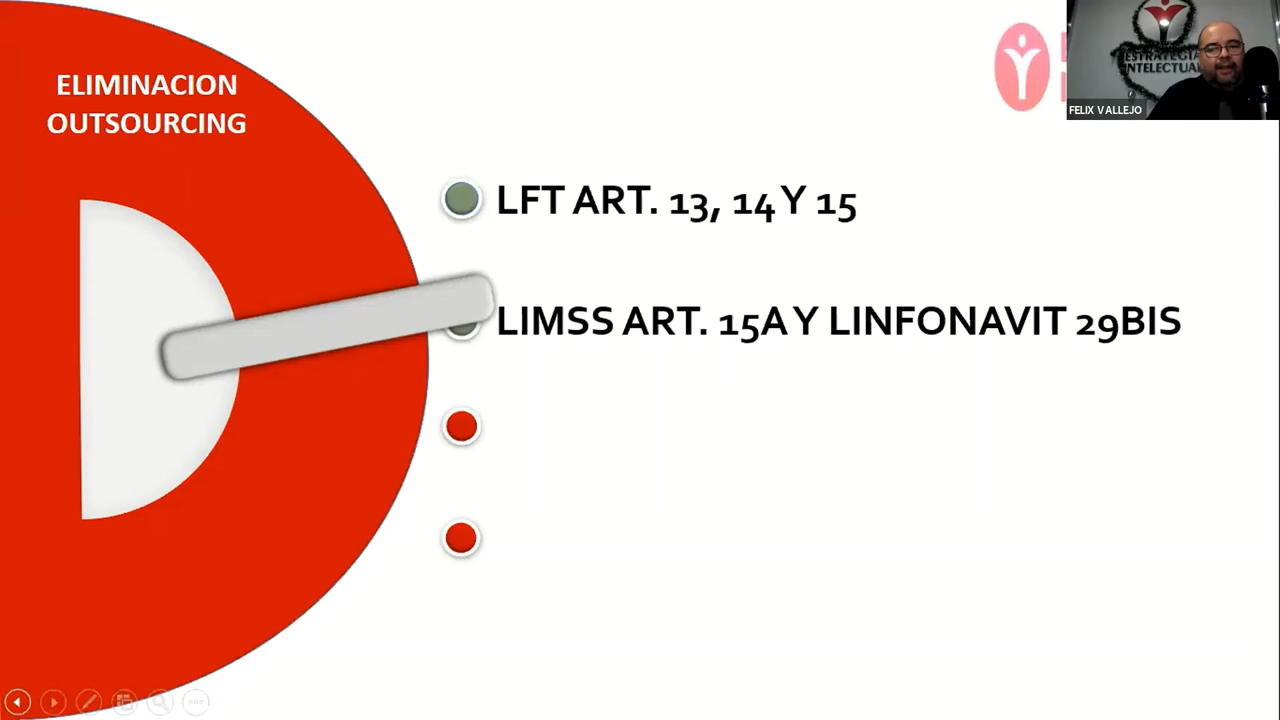 ELIMINACION
OUTSOURCING
LFT ART. 13, 14 Y 15
LIMSS ART. 15A Y LINFONAVIT 29BIS
ESTRATEGIA
INTELECTUAL
FELIX VALLEJO